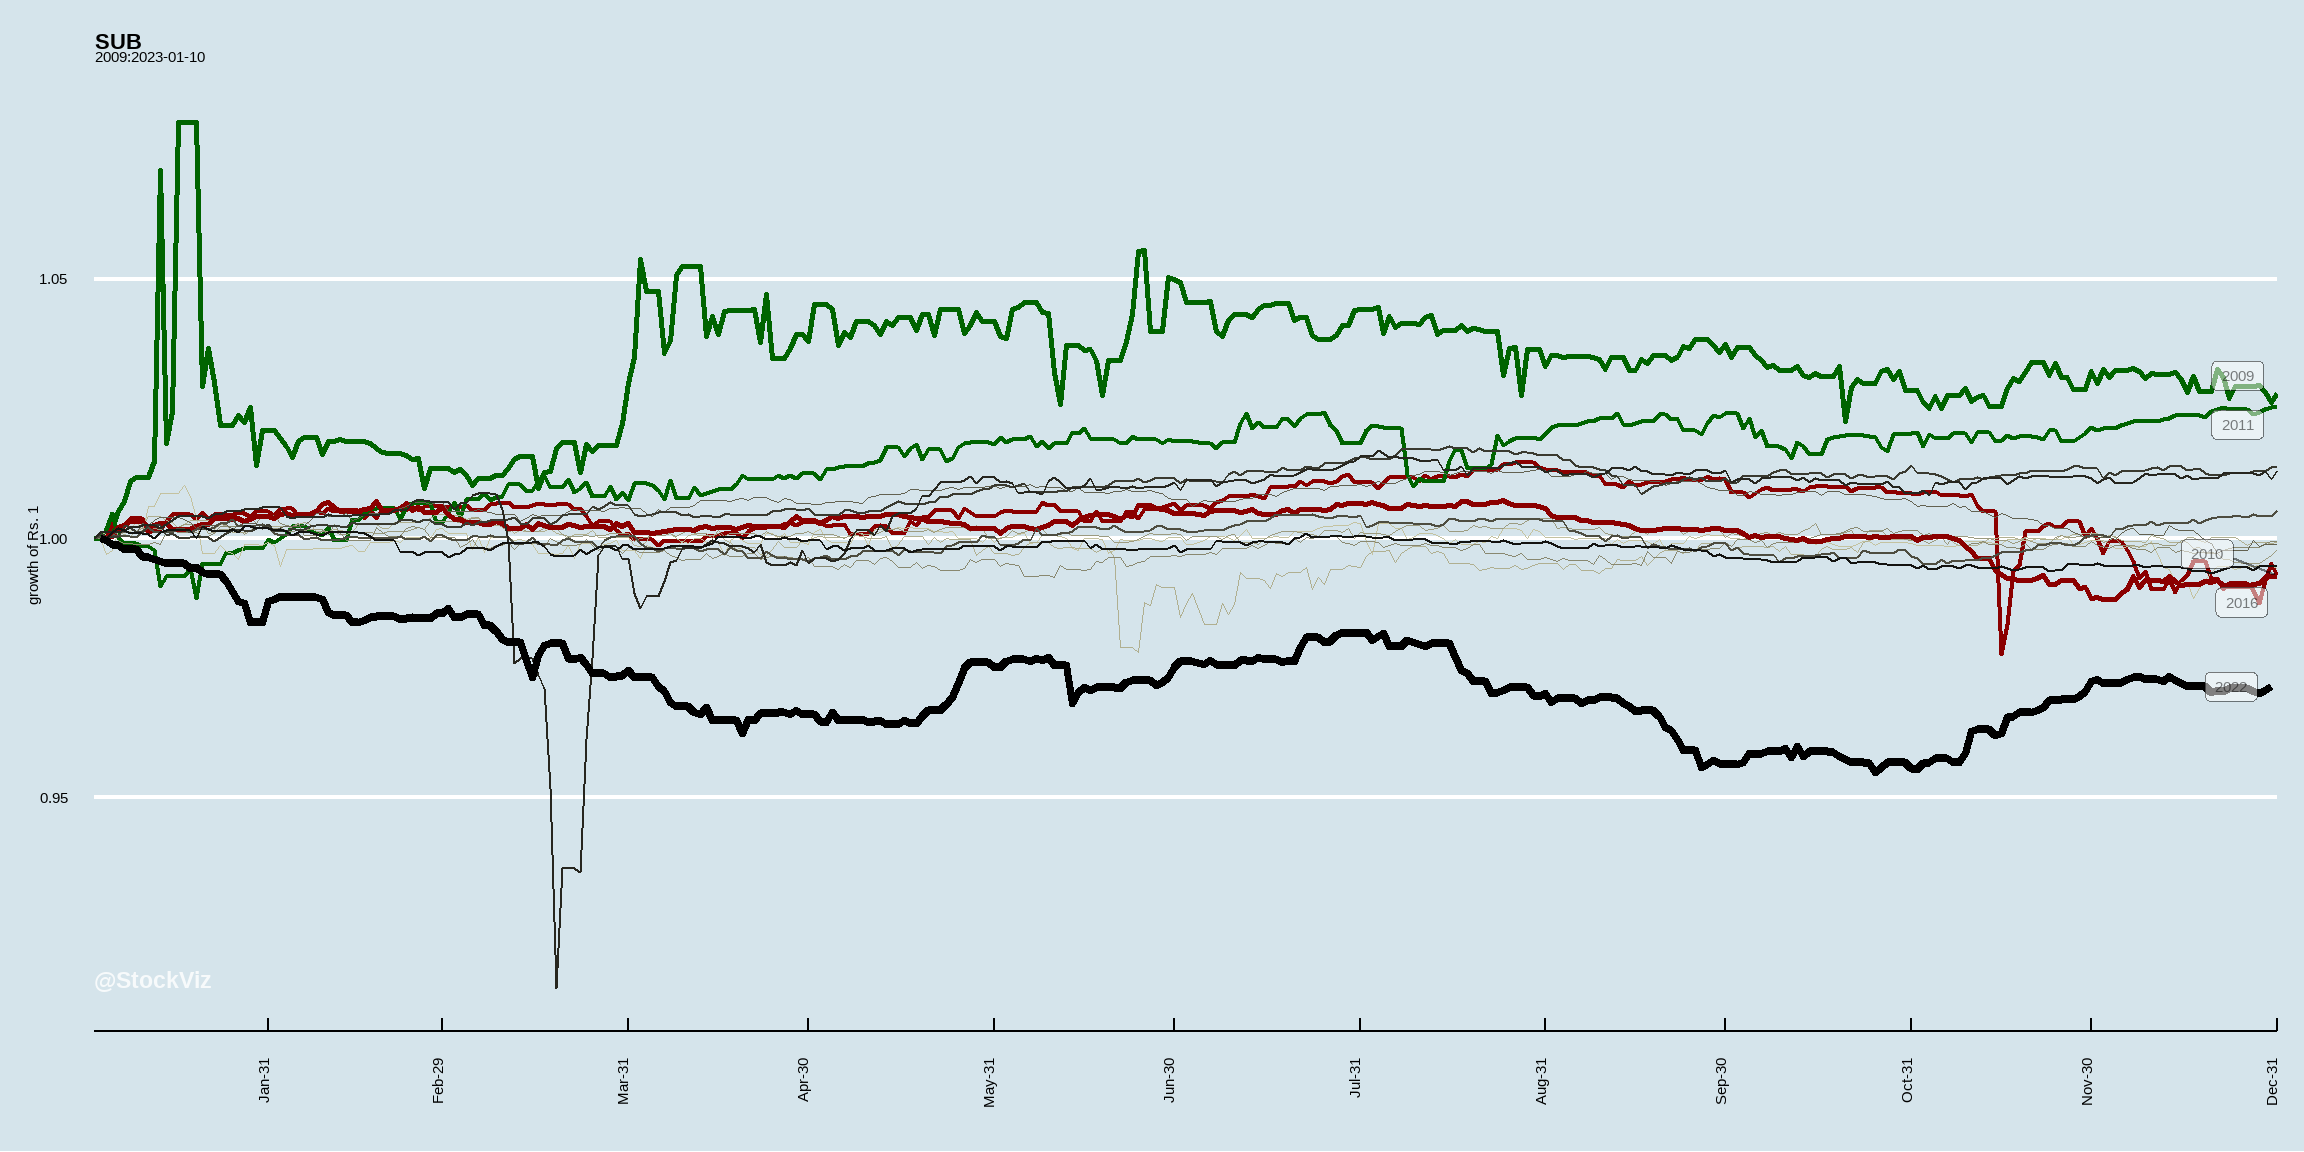 SUB
2009:2023-01-10
1.05
1.00
0.95
growth of Rs. 1
2009
2011
2010
2016
2022
@StockViz
Jan-31
Feb-29
Mar-31
Apr-30
May-31
Jun-30
Jul-31
Aug-31
Sep-30
Oct-31
Nov-30
Dec-31